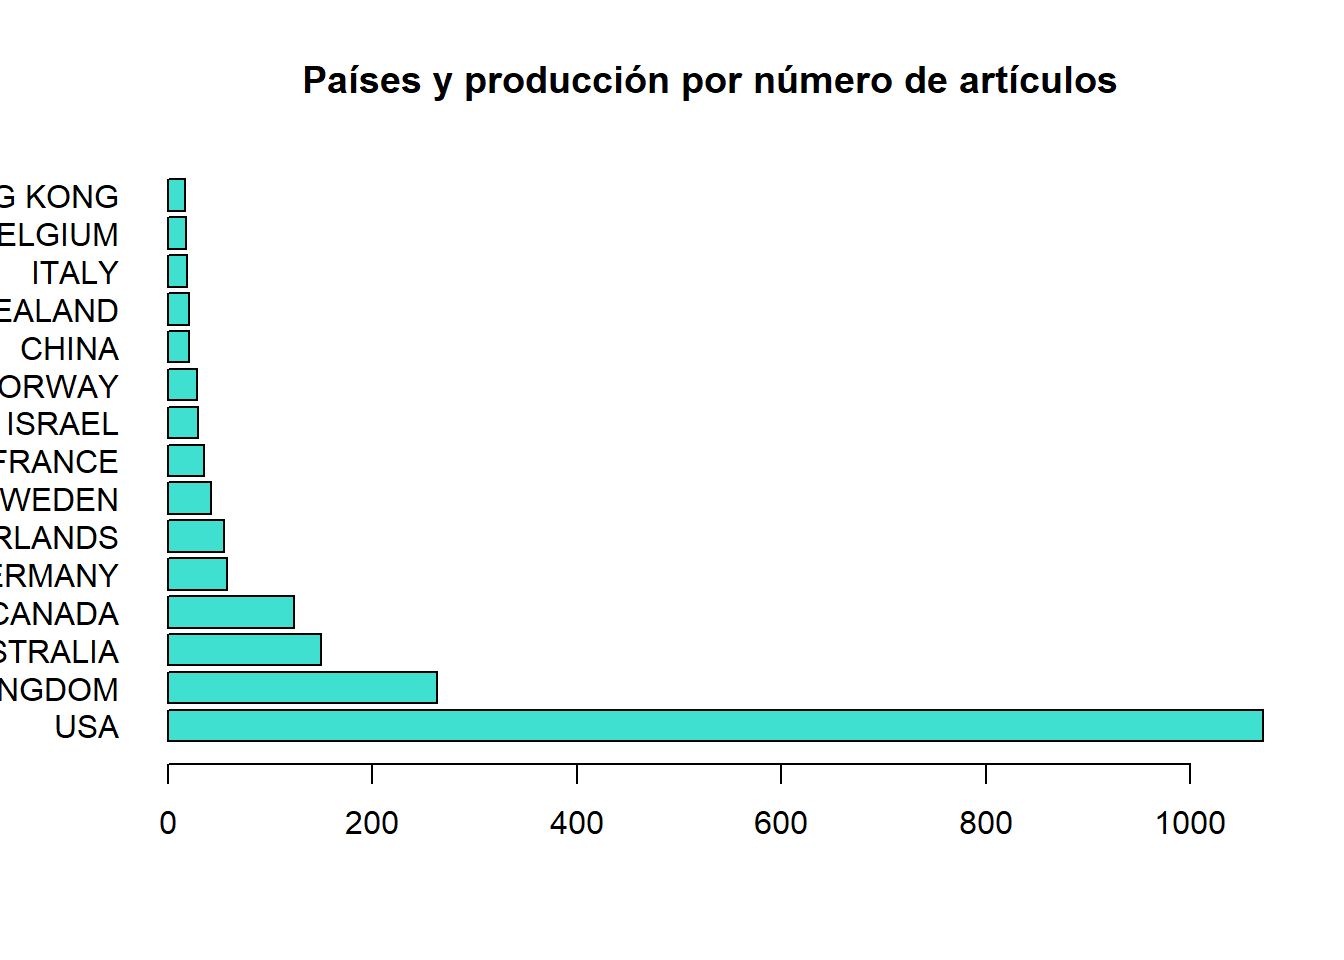 Países y producción por número de artículos
G KONG
ELGIUM
ITALY
EALAND
CHINA
ORWAY
ISRAEL
FRANCE
WEDEN
RLANDS
ERMANY
CANADA
STRALIA
NGDOM
USA
0 200 400 600 800 1000